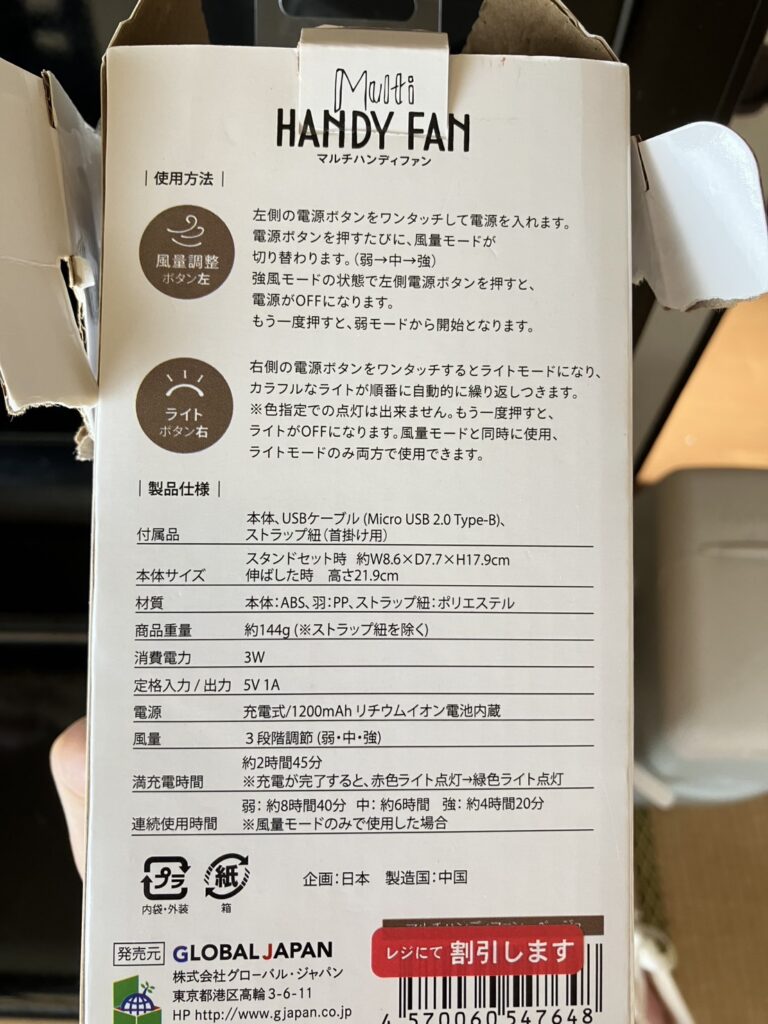 Multi
HANDY FAN
マルチハンディファン
| 使用方法 |
風量調整
ボタン左
左側の電源ボタンをワンタッチして電源を入れます。
電源ボタンを押すたびに、風量モードが
切り替わります。(弱→中→強)
強風モードの状態で左側電源ボタンを押すと、
電源がOFFになります。
もう一度押すと、弱モードから開始となります。
ライト
ボタン右
右側の電源ボタンをワンタッチするとライトモードになり、
カラフルなライトが順番に自動的に繰り返しつきます。
※色指定での点灯は出来ません。もう一度押すと、
ライトがOFFになります。風量モードと同時に使用、
ライトモードのみ両方で使用できます。
| 製品仕様 |
付属品 本体、USBケーブル (Micro USB 2.0 Type-B)、
ストラップ紐(首掛け用)
本体サイズ スタンドセット時 約W8.6×D7.7×H17.9cm
伸ばした時 高さ21.9cm
材質 本体:ABS、羽:PP、ストラップ紐:ポリエステル
商品重量 約144g (※ストラップ紐を除く)
消費電力 3W
定格入力 / 出力 5V 1A
電源 充電式/1200mAh リチウムイオン電池内蔵
風量 3段階調節 (弱・中・強)
満充電時間 約2時間45分
※充電が完了すると、赤色ライト点灯→緑色ライト点灯
連続使用時間 弱:約8時間40分 中:約6時間 強:約4時間20分
※風量モードのみで使用した場合
プラ
内袋・外装
紙
箱
企画:日本 製造国:中国
発売元 GLOBAL JAPAN
株式会社グローバル・ジャパン
東京都港区高輪 3-6-11
HP http://www.gjapan.co.jp
レジにて 割引します
4 570060 547648